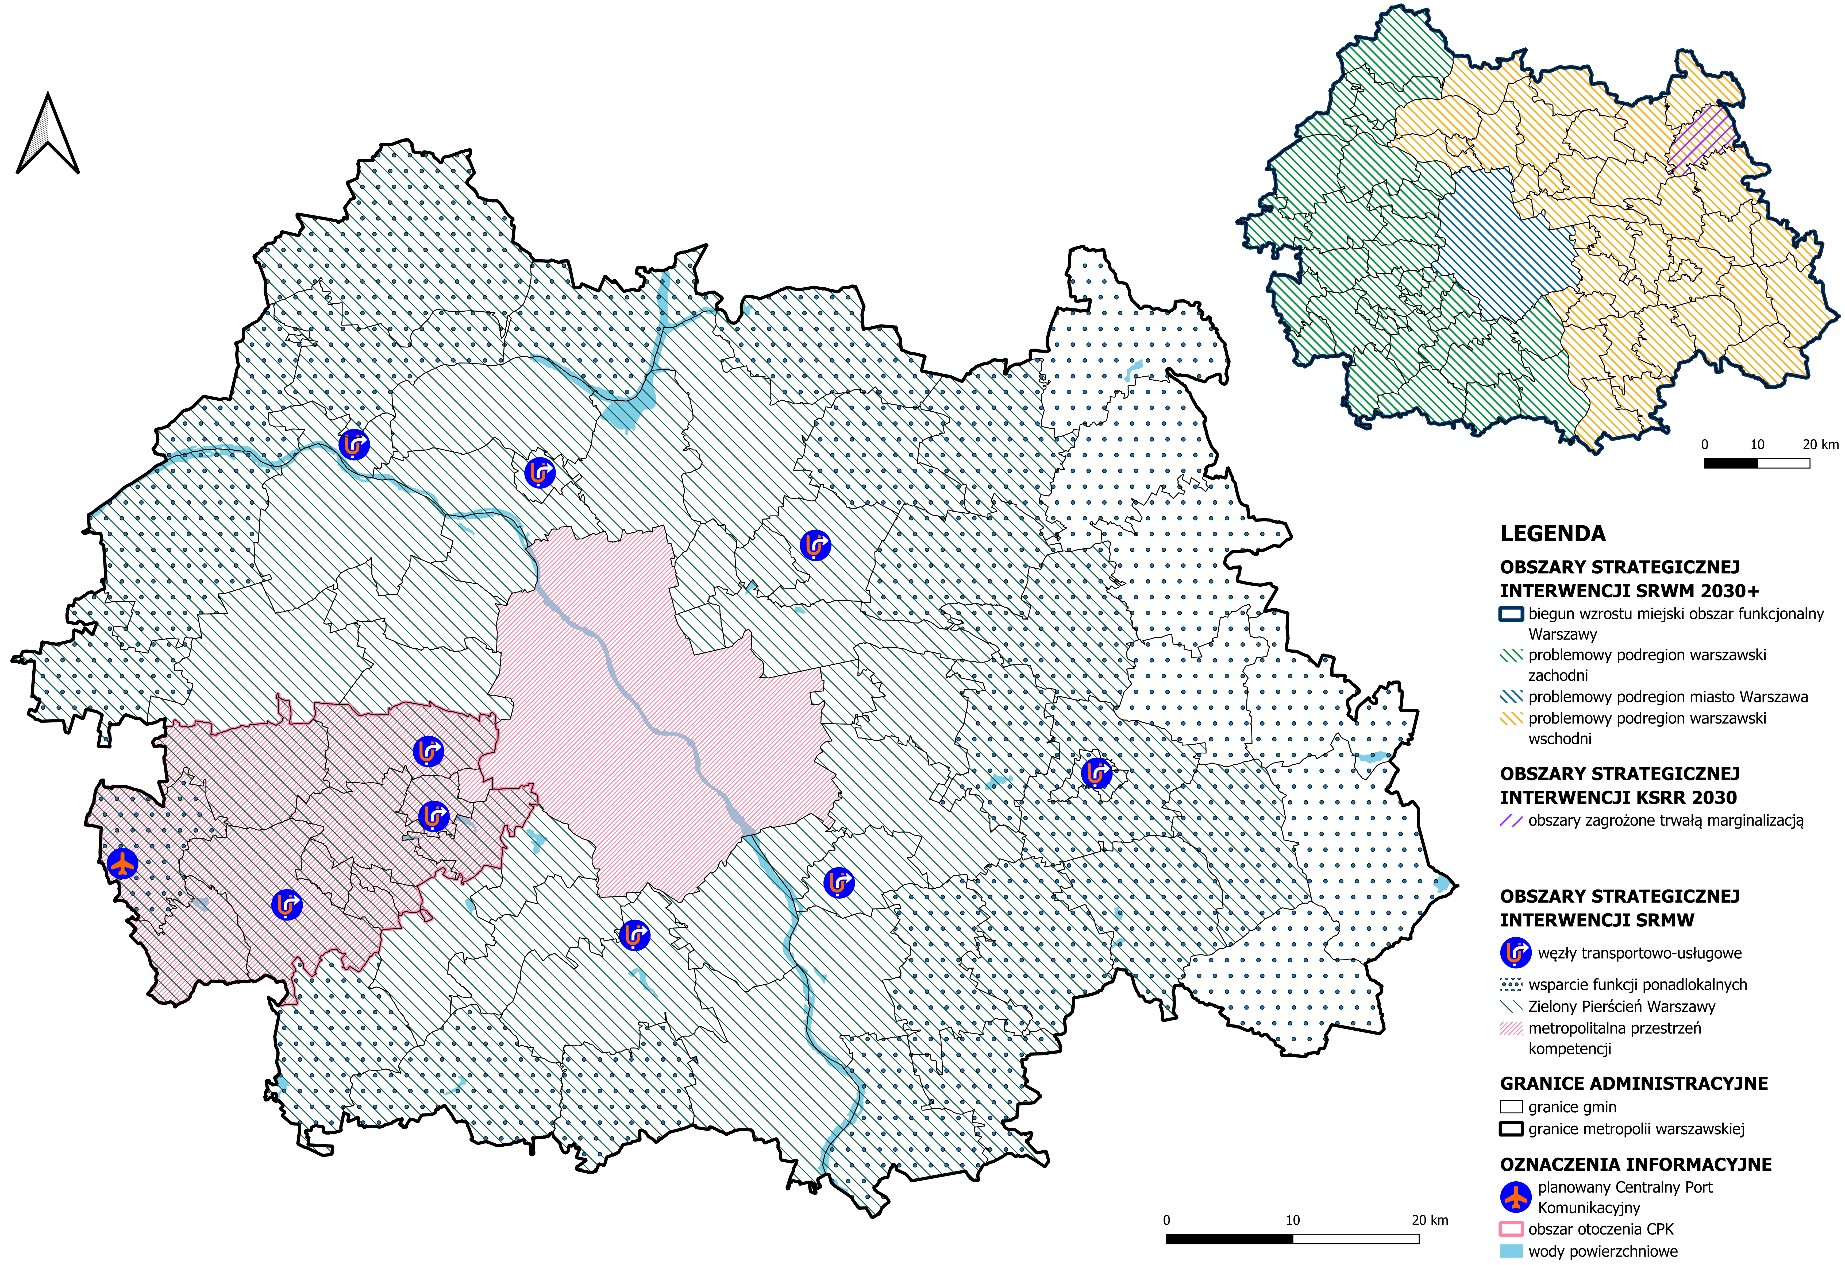 0 10 20 km
LEGENDA
OBSZARY STRATEGICZNEJ
INTERWENCJI SRWM 2030+
biegun wzrostu miejski obszar funkcjonalny
Warszawy
problemowy podregion warszawski
zachodni
problemowy podregion miasto Warszawa
problemowy podregion warszawski
wschodni
OBSZARY STRATEGICZNEJ
INTERWENCJI KSRR 2030
obszary zagrożone trwałą marginalizacją
OBSZARY STRATEGICZNEJ
INTERWENCJI SRMW
węzły transportowo-usługowe
wsparcie funkcji ponadlokalnych
Zielony Pierścień Warszawy
metropolitalna przestrzeń
kompetencji
GRANICE ADMINISTRACYJNE
granice gmin
granice metropolii warszawskiej
OZNACZENIA INFORMACYJNE
planowany Centralny Port
Komunikacyjny
obszar otoczenia CPK
wody powierzchniowe
0 10 20 km